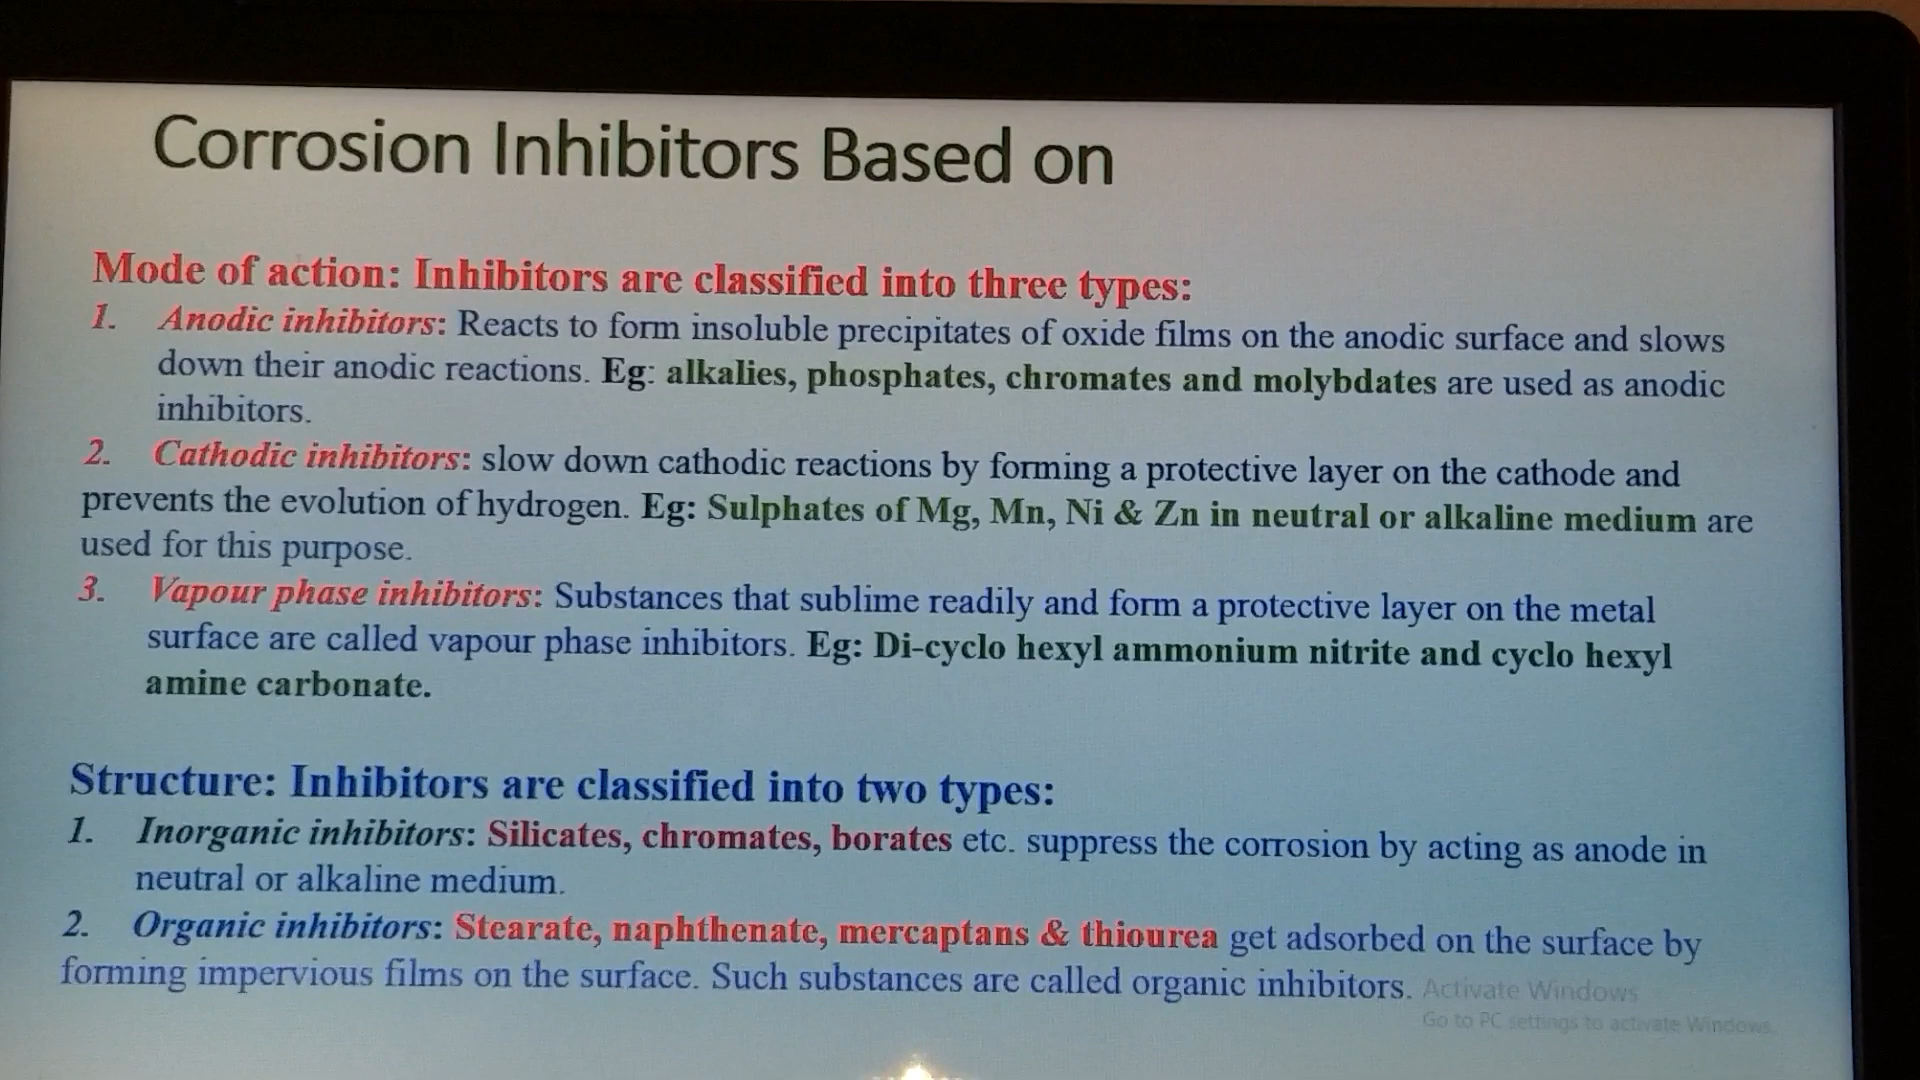 Corrosion Inhibitors Based on
Mode of action: Inhibitors are classified into three types:
1. Anodic inhibitors: Reacts to form insoluble precipitates of oxide films on the anodic surface and slows
down their anodic reactions. Eg: alkalies, phosphates, chromates and molybdates are used as anodic
inhibitors.
2. Cathodic inhibitors: slow down cathodic reactions by forming a protective layer on the cathode and
prevents the evolution of hydrogen. Eg: Sulphates of Mg, Mn, Ni & Zn in neutral or alkaline medium are
used for this purpose.
3. Vapour phase inhibitors: Substances that sublime readily and form a protective layer on the metal
surface are called vapour phase inhibitors. Eg: Di-cyclo hexyl ammonium nitrite and cyclo hexyl
amine carbonate.
Structure: Inhibitors are classified into two types:
1. Inorganic inhibitors: Silicates, chromates, borates etc. suppress the corrosion by acting as anode in
neutral or alkaline medium.
2. Organic inhibitors: Stearate, naphthenate, mercaptans & thiourea get adsorbed on the surface by
forming impervious films on the surface. Such substances are called organic inhibitors.
Activate Windows
Go to PC settings to activate Windows.